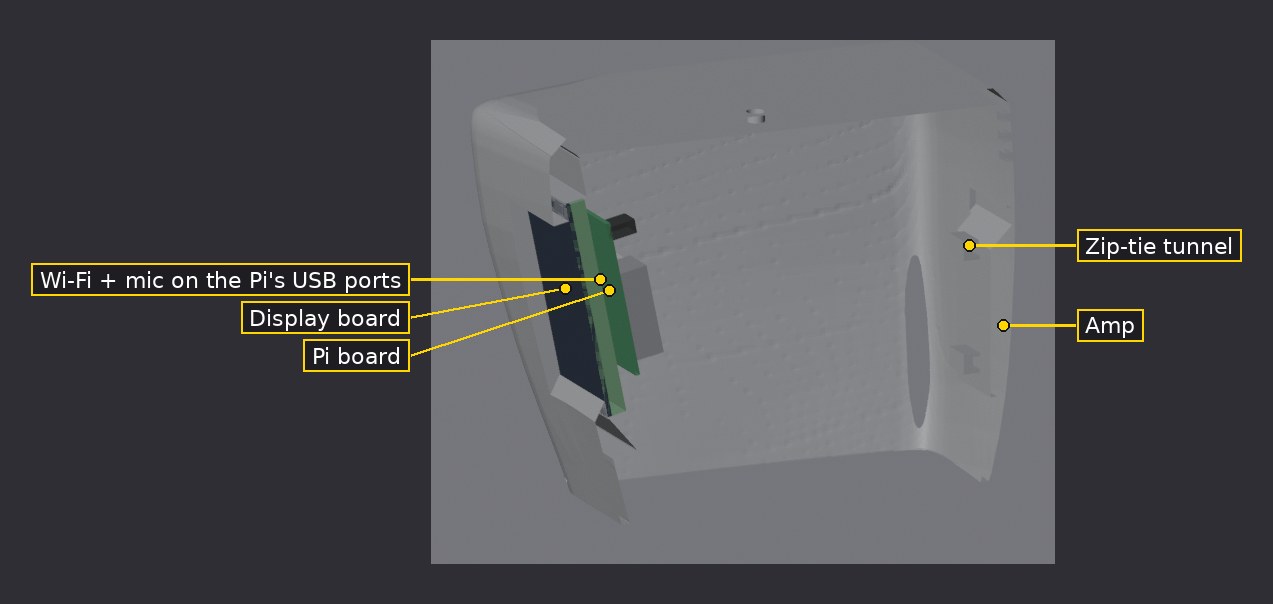 Wi-Fi + mic on the Pi's USB ports
Display board
Pi board
Zip-tie tunnel
Amp